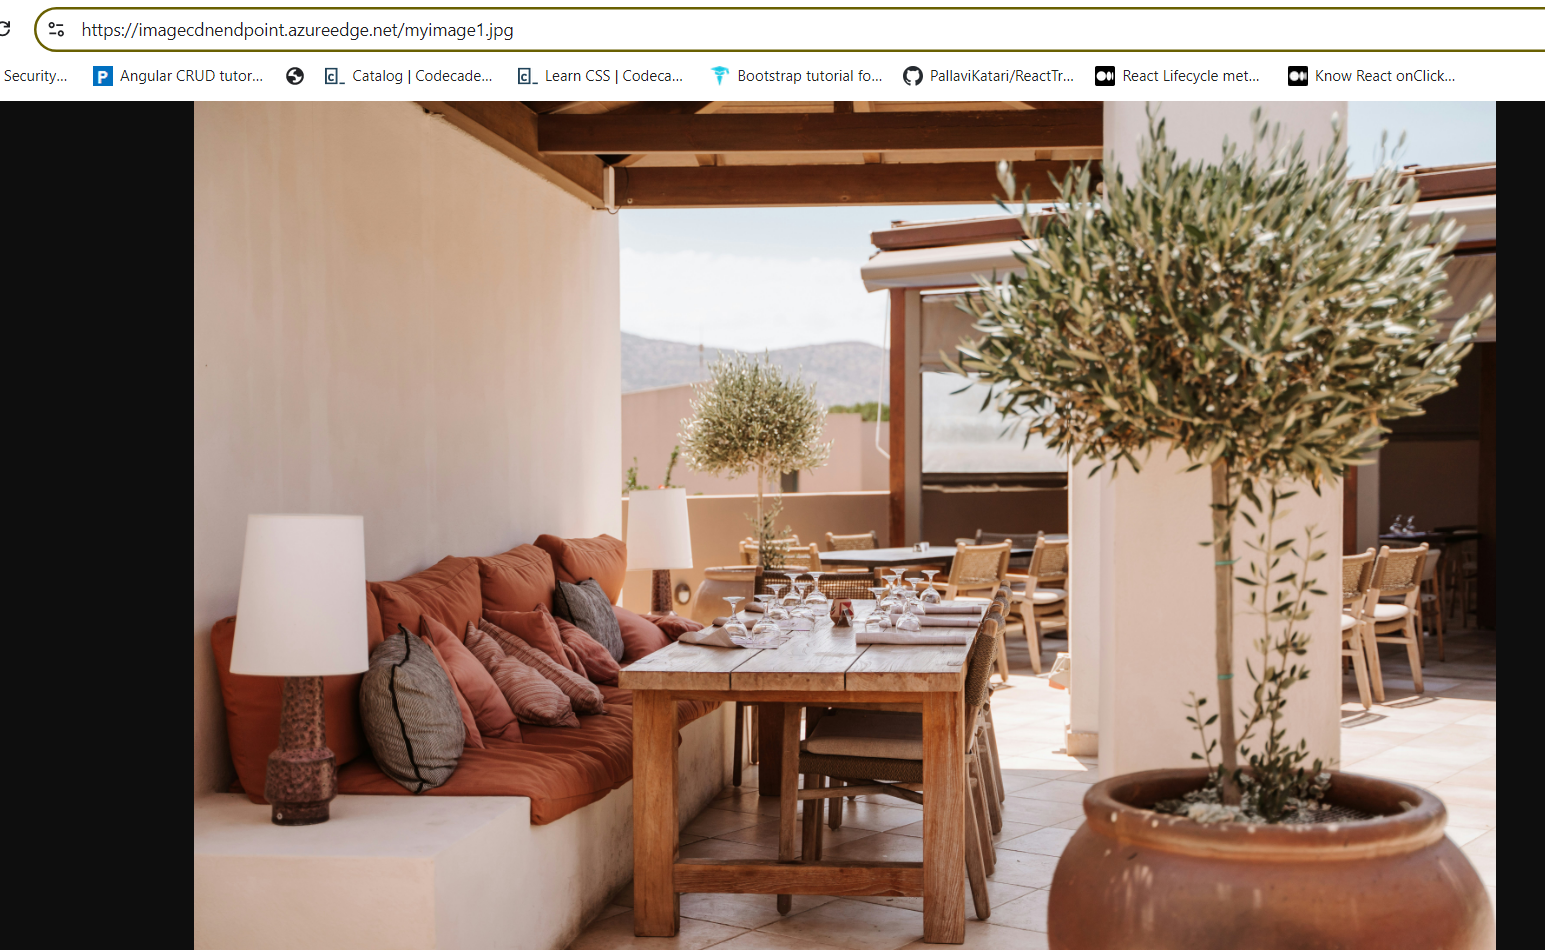 https://imagecdnendpoint.azureedge.net/myimage1.jpg
Security... P Angular CRUD tutor... Catalog | Codecade... Learn CSS | Codeca... Bootstrap tutorial fo... PallaviKatari/ReactTr... React Lifecycle met... Know React onClick...